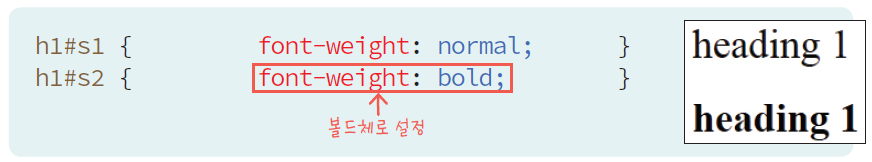 h1#s1 { font-weight: normal; }
h1#s2 { font-weight: bold; }
볼드체로 설정
heading 1
heading 1